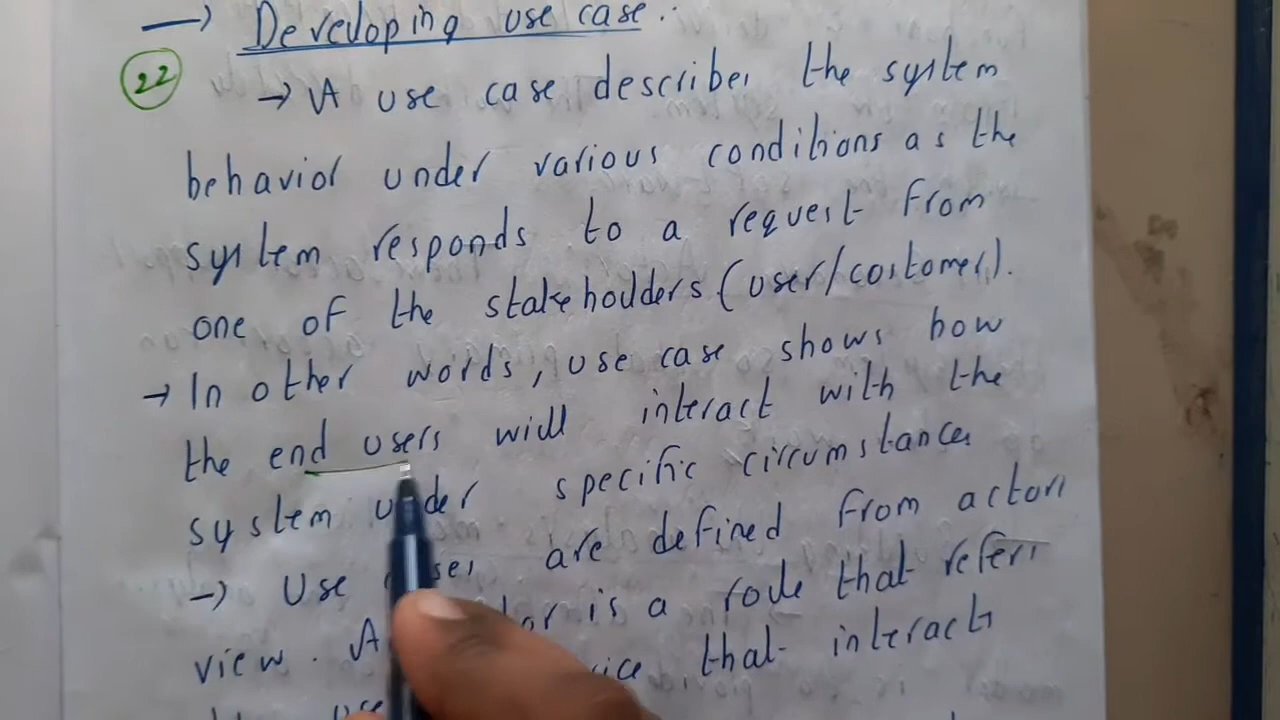 → Developing use case.
22
→ A use case describes the system
behavior under various conditions as the
system responds to a request from
one of the stakeholders (user/costomer).
→ In other words, use case shows how
the end users will interact with the
system under specific circumstances
→ Use are defined from actors
view. A is a role that refers
that interacts